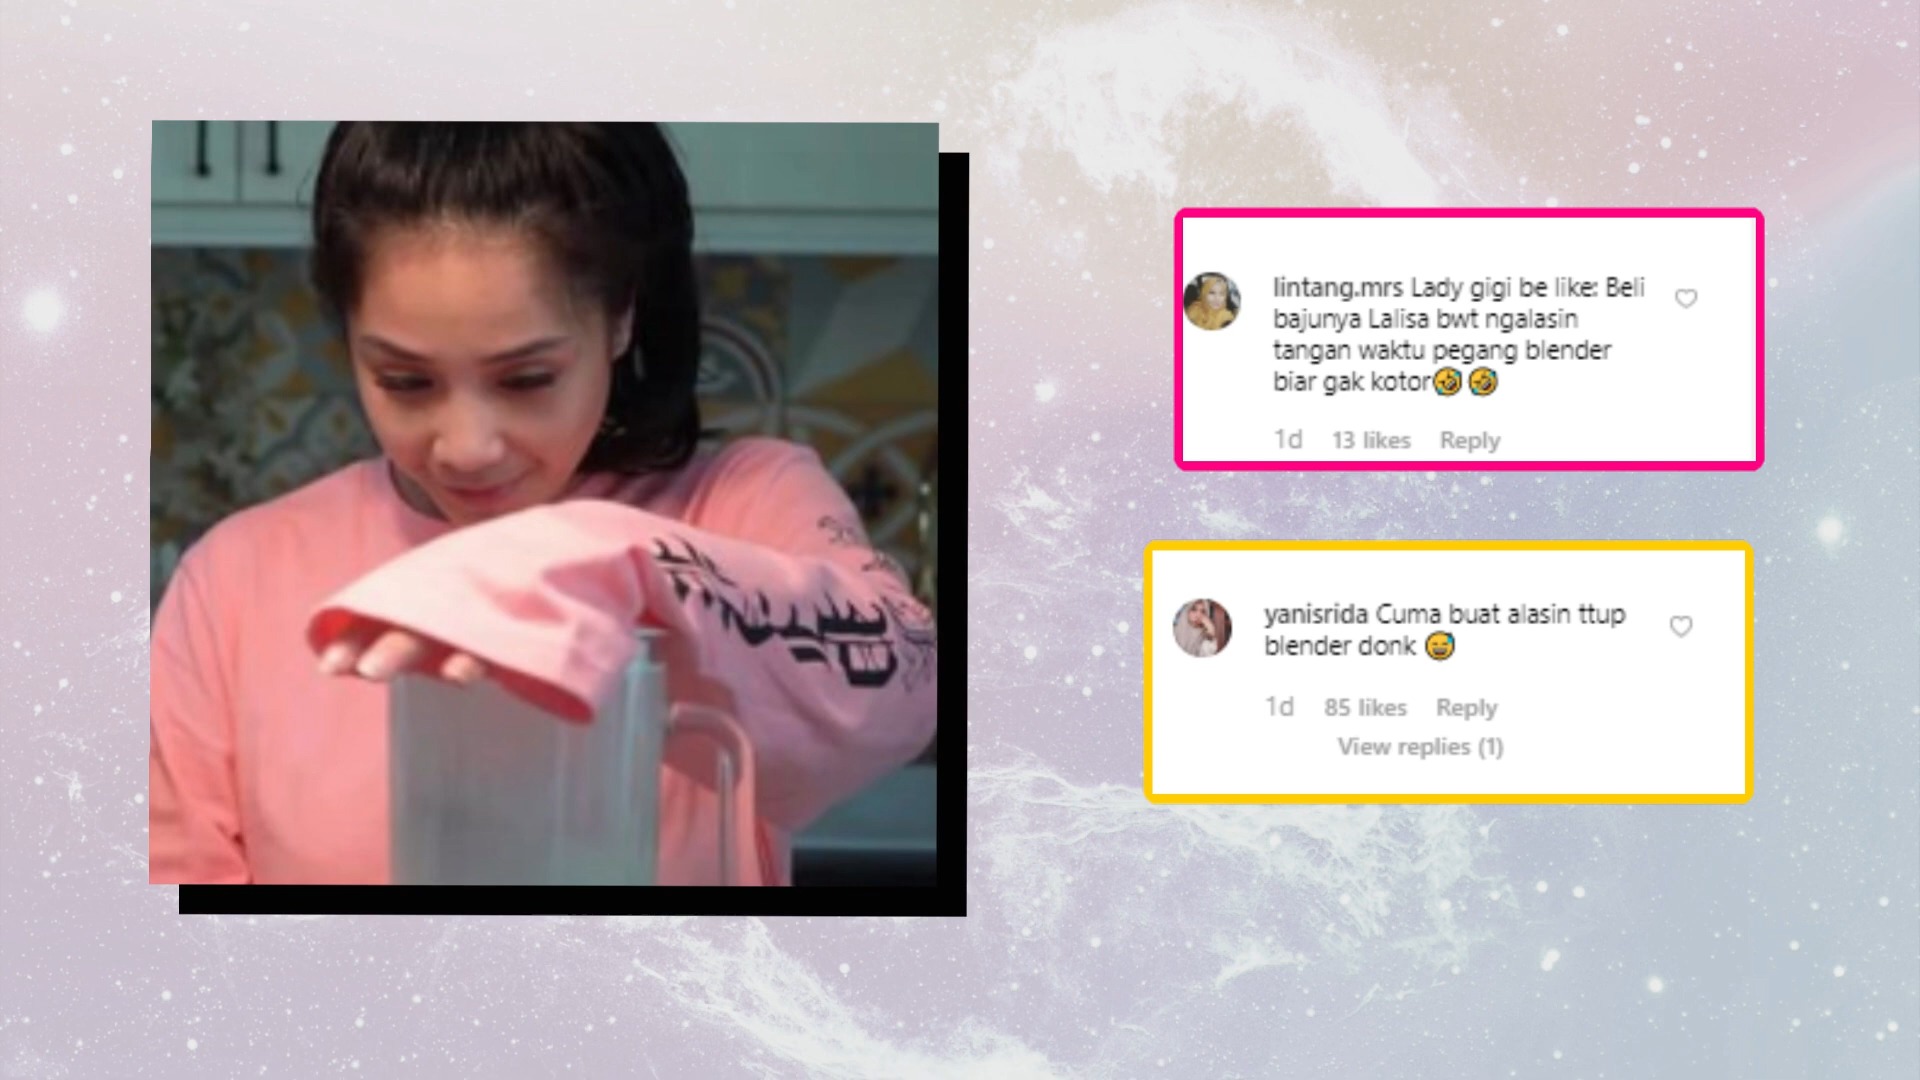 lintang.mrs Lady gigi be like: Beli
bajunya Lalisa bwt ngalasin
tangan waktu pegang blender
biar gak kotor🤣🤣
1d 13 likes Reply
yanisrida Cuma buat alasin ttup
blender donk 😅
1d 85 likes Reply
View replies (1)